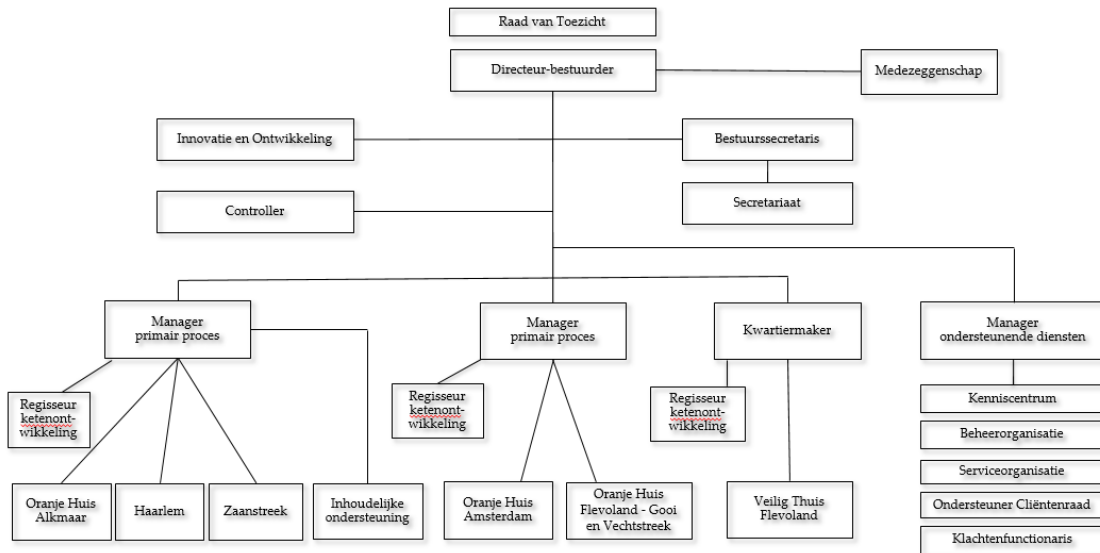 Raad van Toezicht
Directeur-bestuurder
Medezeggenschap
Innovatie en Ontwikkeling
Bestuurssecretaris
Controller
Secretariaat
Manager
primair proces
Manager
primair proces
Kwartiermaker
Manager
ondersteunende diensten
Regisseur
ketenont-
wikkeling
Regisseur
ketenont-
wikkeling
Regisseur
ketenont-
wikkeling
Kenniscentrum
Beheerorganisatie
Serviceorganisatie
Ondersteuner Cliëntenraad
Klachtenfunctionaris
Oranje Huis
Alkmaar
Haarlem
Zaanstreek
Inhoudelijke
ondersteuning
Oranje Huis
Amsterdam
Oranje Huis
Flevoland - Gooi
en Vechtstreek
Veilig Thuis
Flevoland